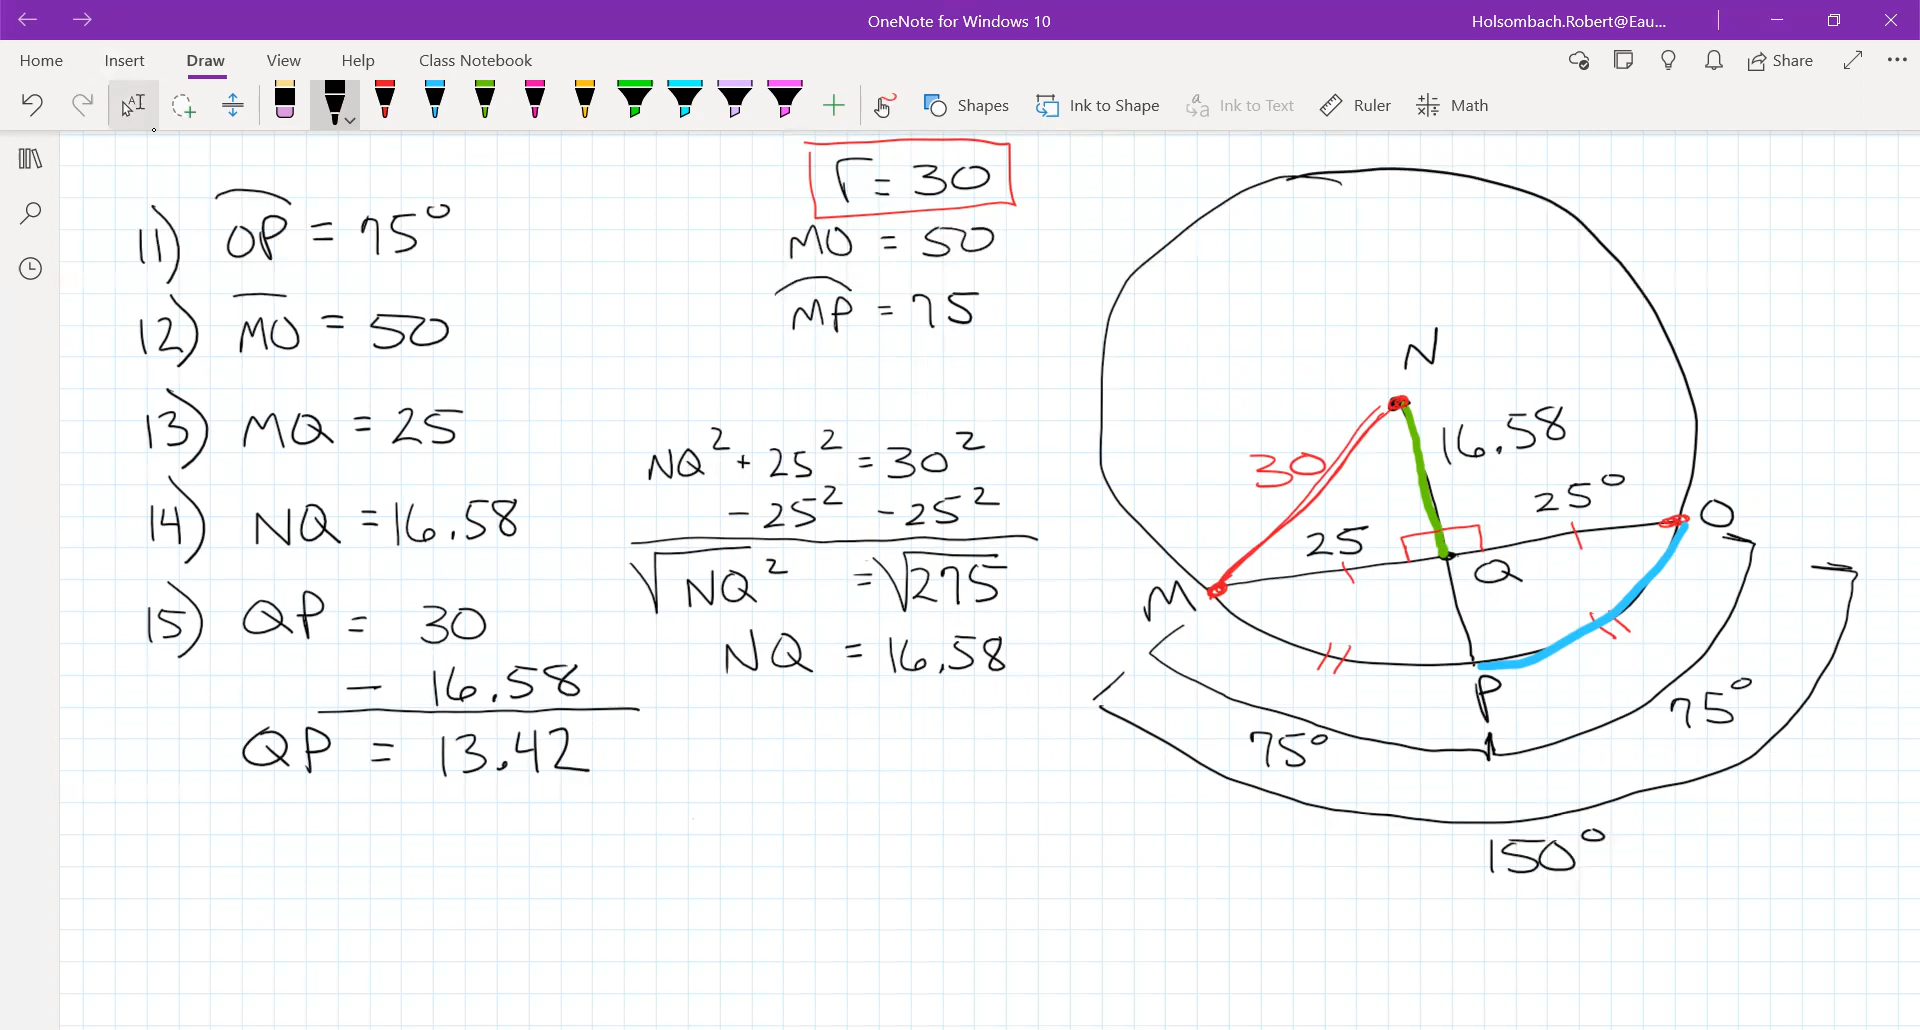 OneNote for Windows 10
Holsombach.Robert@Eau...
Home Insert Draw View Help Class Notebook
Share
Shapes Ink to Shape Ink to Text Ruler Math
11) OP = 75°
12) MO = 50
13) MQ = 25
14) NQ = 16.58
15) QP = 30
- 16.58
QP = 13.42
r = 30
MO = 50
MP = 75
NQ² + 25² = 30²
- 25² - 25²
√NQ² = √275
NQ = 16.58
N
16.58
30
25°
O
25
Q
M
P
75°
75°
150°